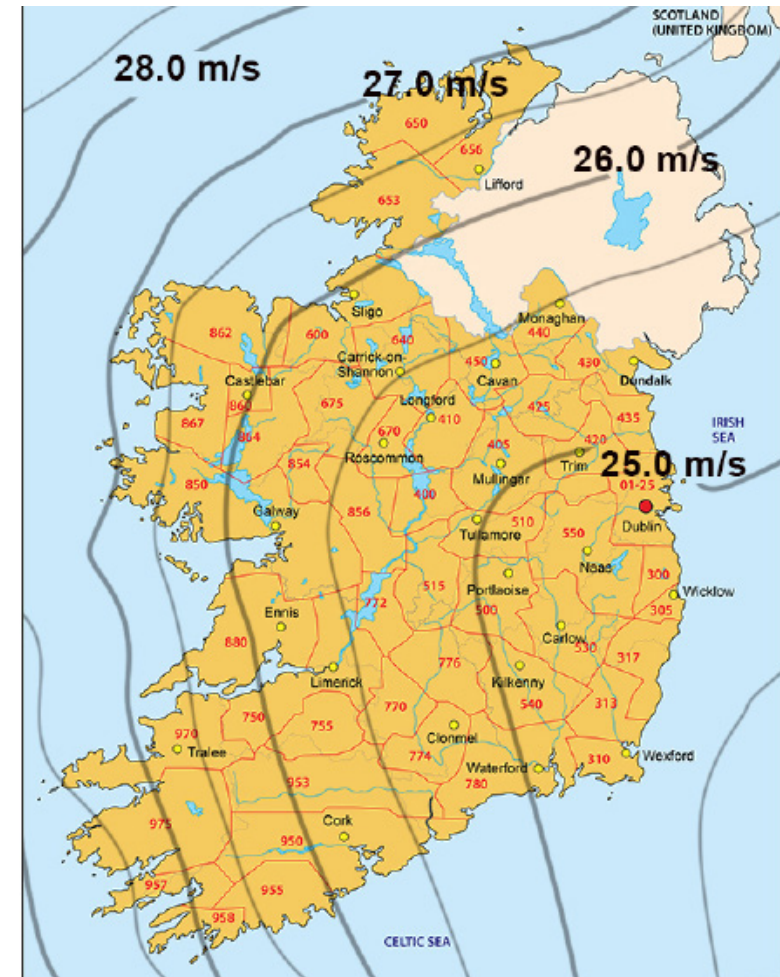 SCOTLAND
(UNITED KINGDOM)
28.0 m/s
27.0 m/s
650
656
26.0 m/s
Lifford
653
Sligo
Monaghan
862
600
640
440
Carrick-on-
Shannon
450
430
Cavan
Dundalk
Castlebar
860
675
Longford
425
867
410
435
IRISH
SEA
864
670
420
Roscommon
405
Trim
854
Mullingar
25.0 m/s
850
400
01-25
Galway
856
Tullamore
510
Dublin
550
Naas
515
Portlaoise
300
772
Wicklow
Ennis
500
305
880
Carlow
530
317
Limerick
776
Kilkenny
970
750
755
770
540
313
Tralee
Clonmel
774
Waterford
310
Wexford
953
780
975
Cork
950
957
955
958
CELTIC SEA